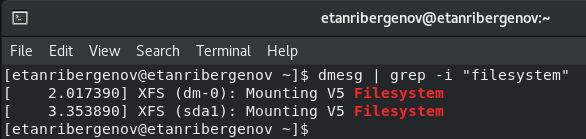 etanribergenov@etanribergenov:~
File Edit View Search Terminal Help
[etanribergenov@etanribergenov ~]$ dmesg | grep -i "filesystem"
[    2.017390] XFS (dm-0): Mounting V5 Filesystem
[    3.353890] XFS (sda1): Mounting V5 Filesystem
[etanribergenov@etanribergenov ~]$